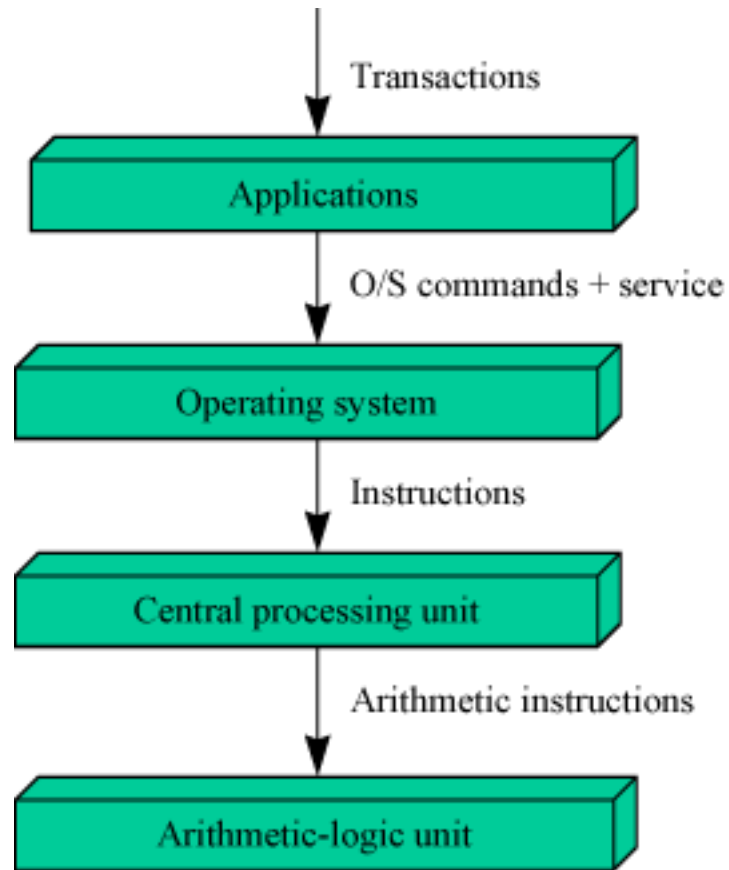 Transactions
Applications
O/S commands + service
Operating system
Instructions
Central processing unit
Arithmetic instructions
Arithmetic-logic unit